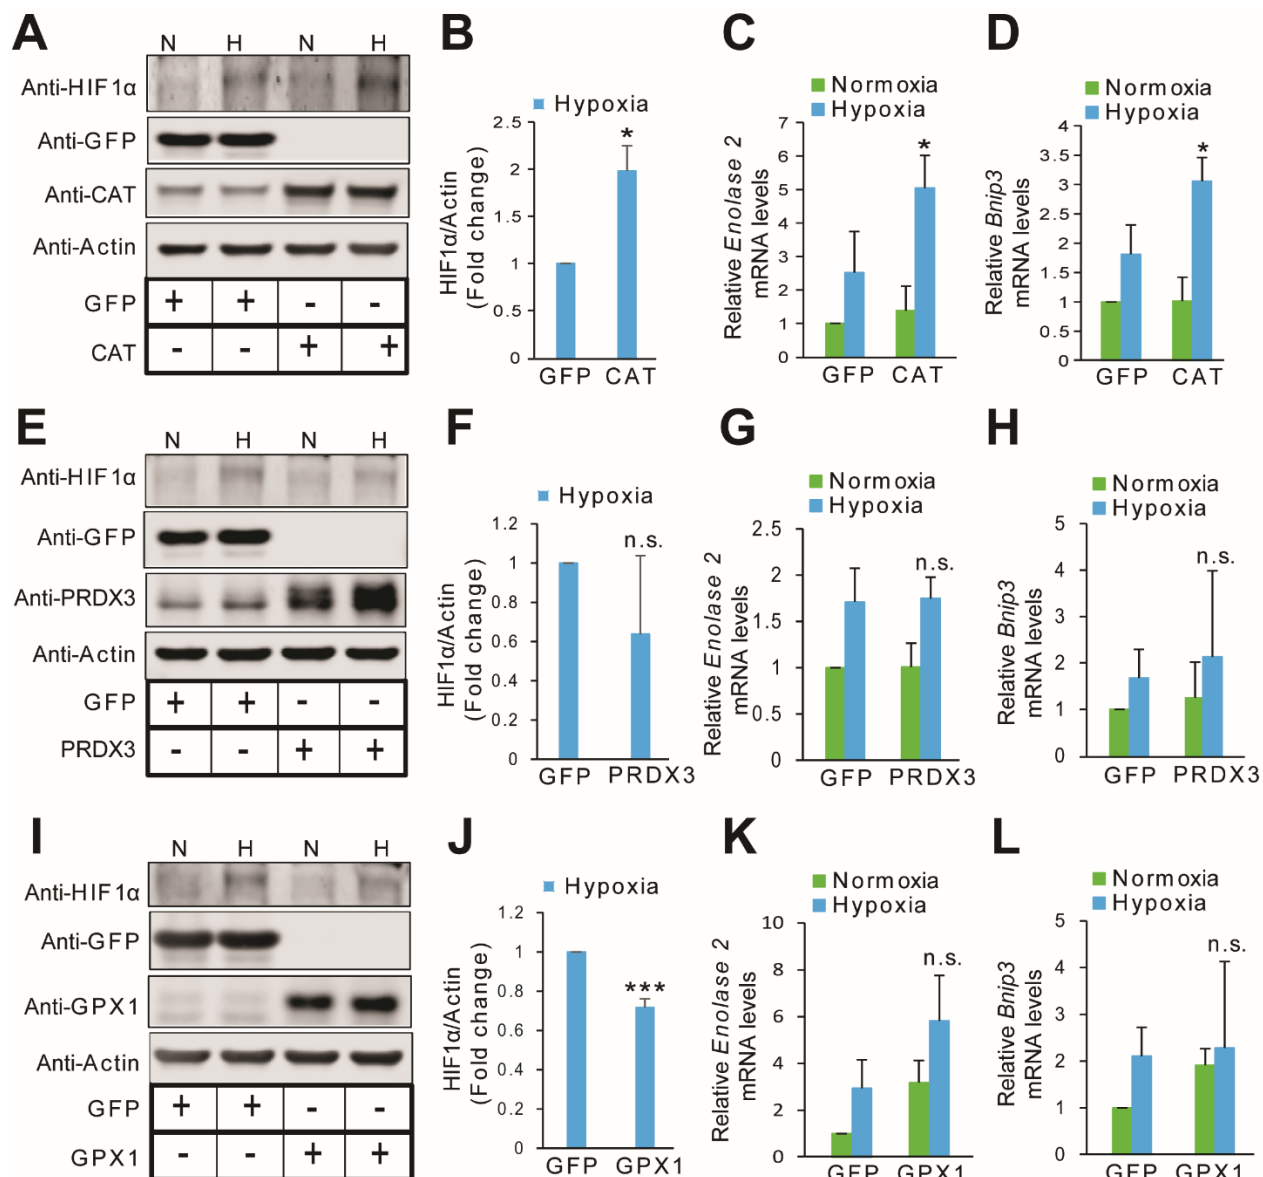 A
N H N H
Anti-HIF1α
Anti-GFP
Anti-CAT
Anti-Actin
GFP + + - -
CAT - - + +
B
Hypoxia
HIF1α/Actin
(Fold change)
2.5
2
1.5
1
0.5
0
*
GFP CAT
C
Normoxia
Hypoxia
Relative Enolase 2
mRNA levels
7
6
5
4
3
2
1
0
*
GFP CAT
D
Normoxia
Hypoxia
Relative Bnip3
mRNA levels
4
3.5
3
2.5
2
1.5
1
0.5
0
*
GFP CAT
E
N H N H
Anti-HIF1α
Anti-GFP
Anti-PRDX3
Anti-Actin
GFP + + - -
PRDX3 - - + +
F
Hypoxia
HIF1α/Actin
(Fold change)
1.2
1
0.8
0.6
0.4
0.2
0
n.s.
GFP PRDX3
G
Normoxia
Hypoxia
Relative Enolase 2
mRNA levels
2.5
2
1.5
1
0.5
0
n.s.
GFP PRDX3
H
Normoxia
Hypoxia
Relative Bnip3
mRNA levels
5
4
3
2
1
0
n.s.
GFP PRDX3
I
N H N H
Anti-HIF1α
Anti-GFP
Anti-GPX1
Anti-Actin
GFP + + - -
GPX1 - - + +
J
Hypoxia
HIF1α/Actin
(Fold change)
1.2
1
0.8
0.6
0.4
0.2
0
***
GFP GPX1
K
Normoxia
Hypoxia
Relative Enolase 2
mRNA levels
10
8
6
4
2
0
n.s.
GFP GPX1
L
Normoxia
Hypoxia
Relative Bnip3
mRNA levels
5
4
3
2
1
0
n.s.
GFP GPX1